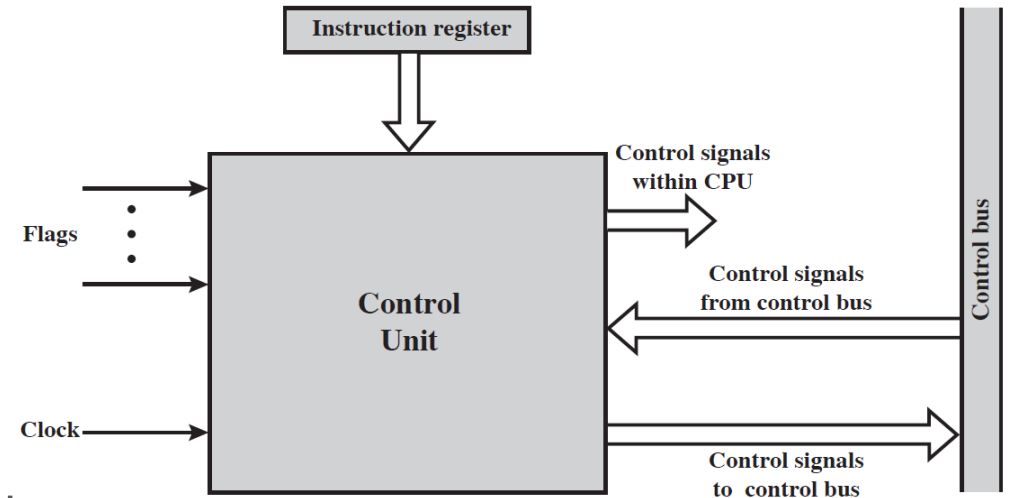 Instruction register
Control signals
within CPU
Flags
Control bus
Control signals
from control bus
Control
Unit
Clock
Control signals
to control bus